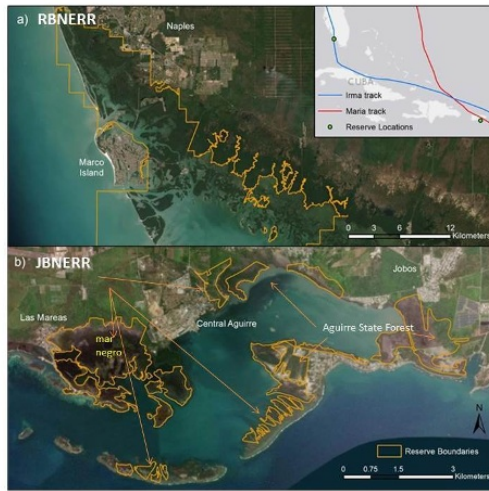 a) RBNERR
Naples
CUBA
Irma track
Maria track
Reserve Locations
Marco
Island
0 3 6 12
Kilometers
b) JBNERR
Jobos
Las Mareas
Central Aguirre
Aguirre State Forest
mar
negro
N
Reserve Boundaries
0 0.75 1.5 3
Kilometers